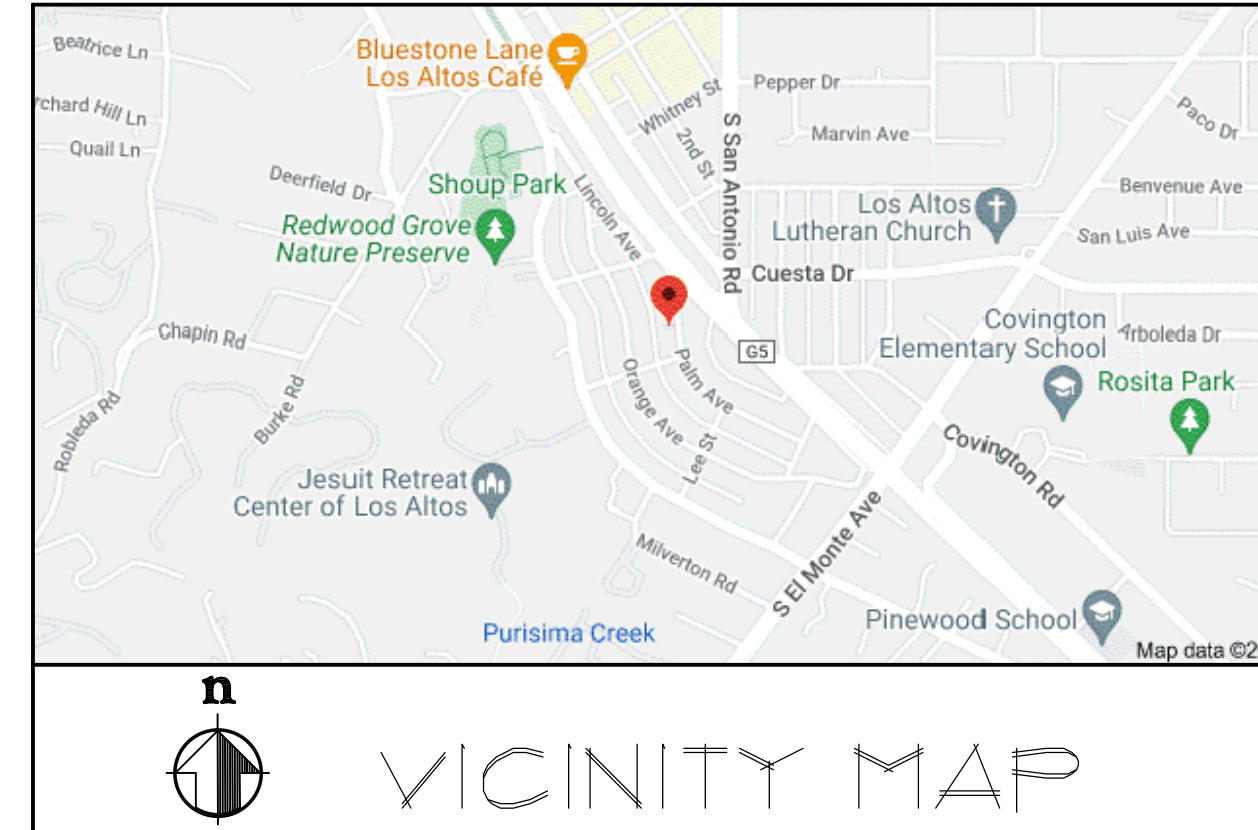 Beatrice Ln
Bluestone Lane
Los Altos Café
rchard Hill Ln
Quail Ln
Whitney St
Pepper Dr
Paco Dr
2nd St
S San Antonio Rd
Marvin Ave
Deerfield Dr
Shoup Park
Lincoln Ave
Benvenue Ave
Redwood Grove
Nature Preserve
Los Altos
Lutheran Church
San Luis Ave
Cuesta Dr
Chapin Rd
G5
Covington
Elementary School
Arboleda Dr
Rosita Park
Robleda Rd
Burke Rd
Orange Ave
Palm Ave
Lee St
Covington Rd
Jesuit Retreat
Center of Los Altos
Milverton Rd
S El Monte Ave
Purisima Creek
Pinewood School
Map data ©2
n
VICINITY MAP